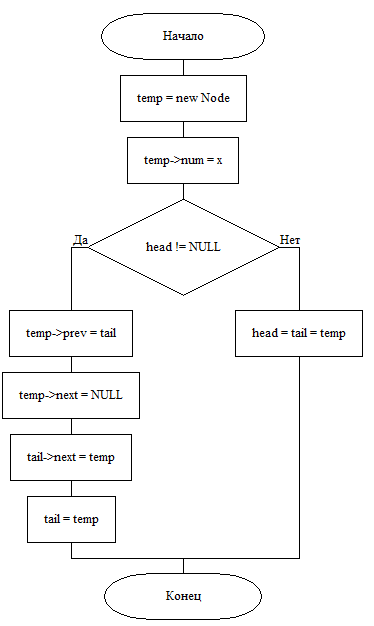 Начало
temp = new Node
temp->num = x
Да
Нет
head != NULL
temp->prev = tail
head = tail = temp
temp->next = NULL
tail->next = temp
tail = temp
Конец